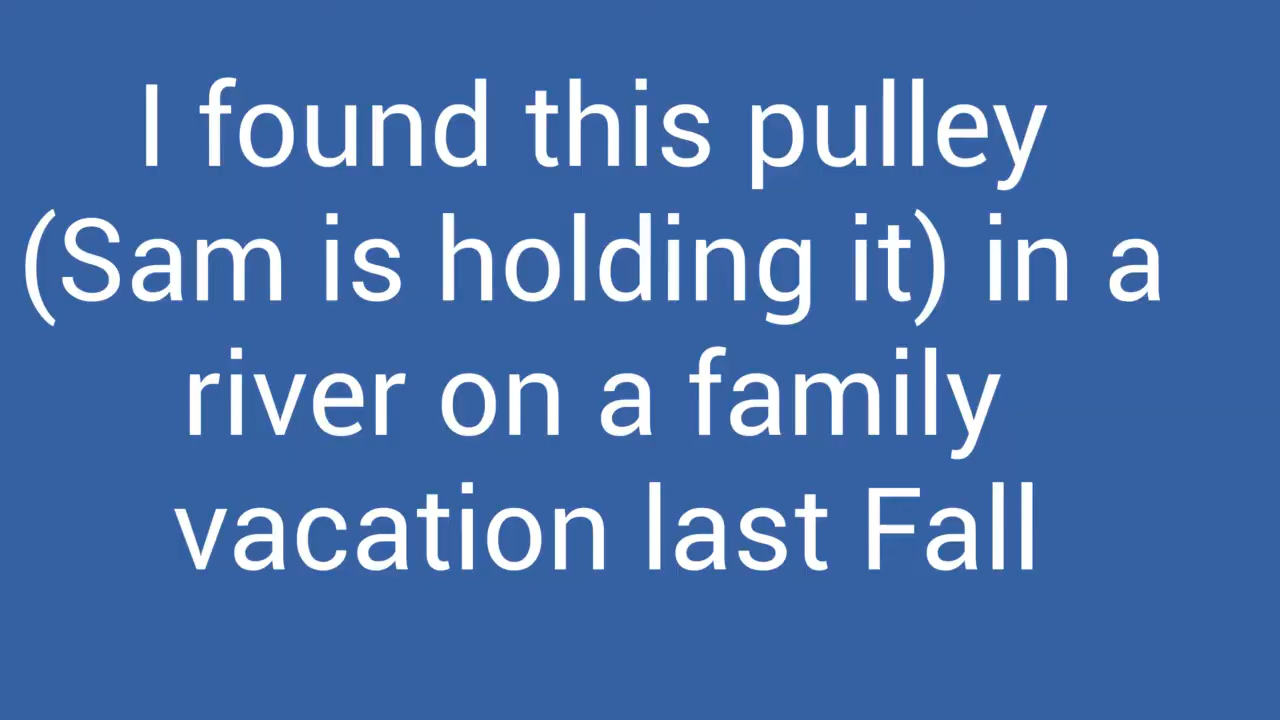 I found this pulley
(Sam is holding it) in a
river on a family
vacation last Fall